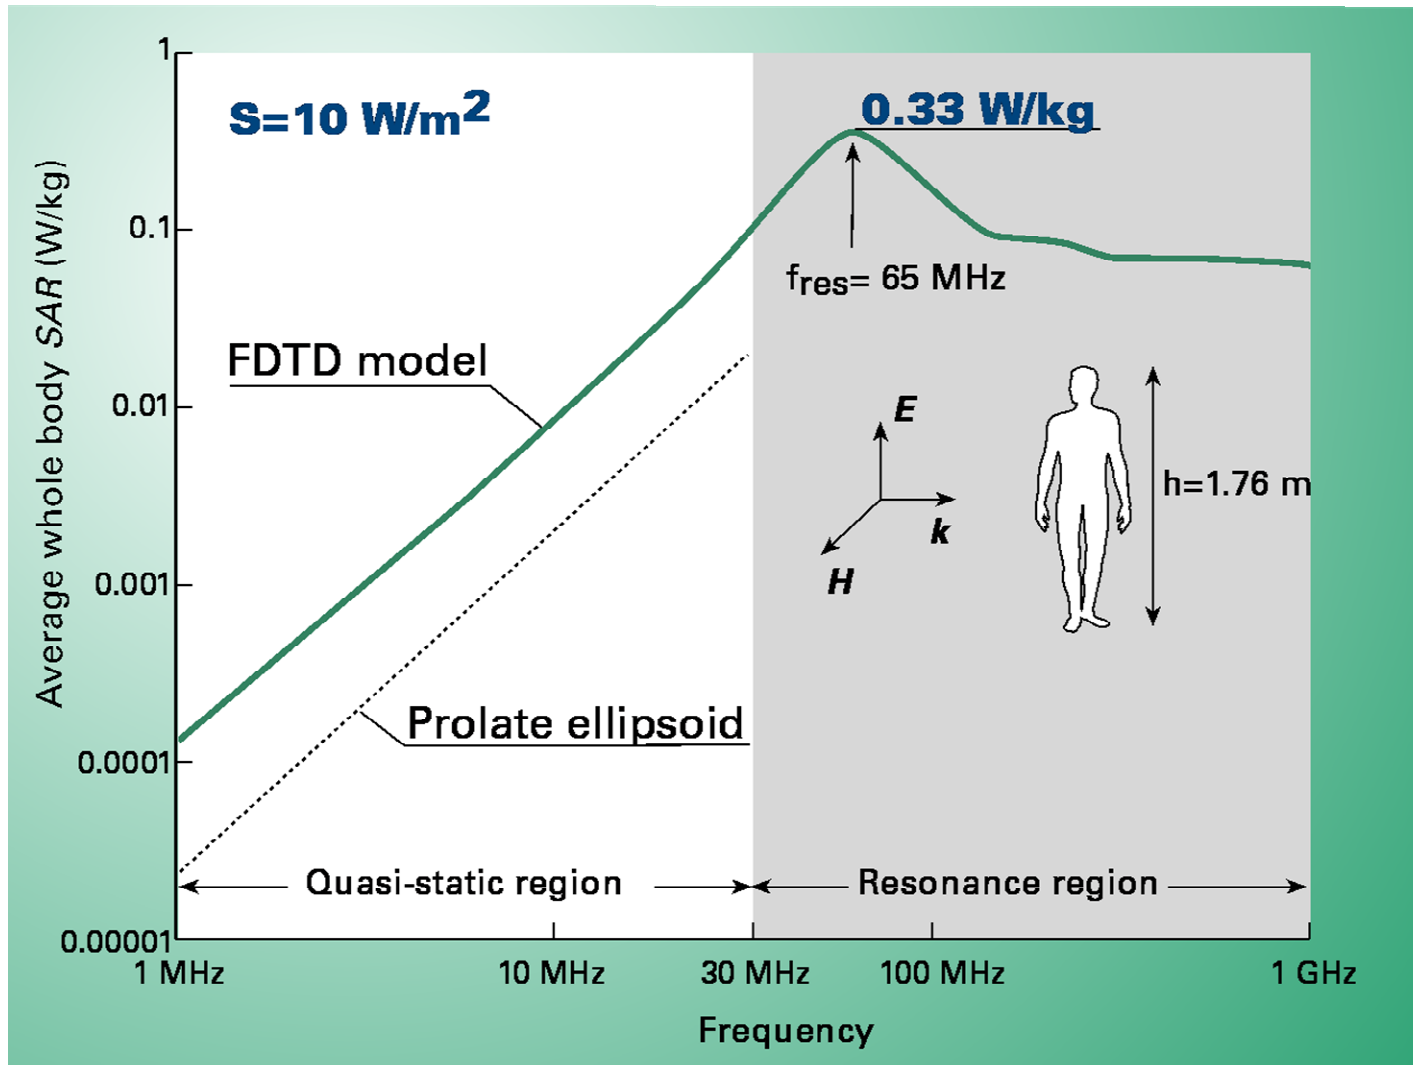 1
S=10 W/m²
0.33 W/kg
Average whole body SAR (W/kg)
0.1
fres= 65 MHz
FDTD model
0.01
E
h=1.76 m
k
H
0.001
Prolate ellipsoid
0.0001
Quasi-static region
Resonance region
0.00001
1 MHz
10 MHz
30 MHz
100 MHz
1 GHz
Frequency